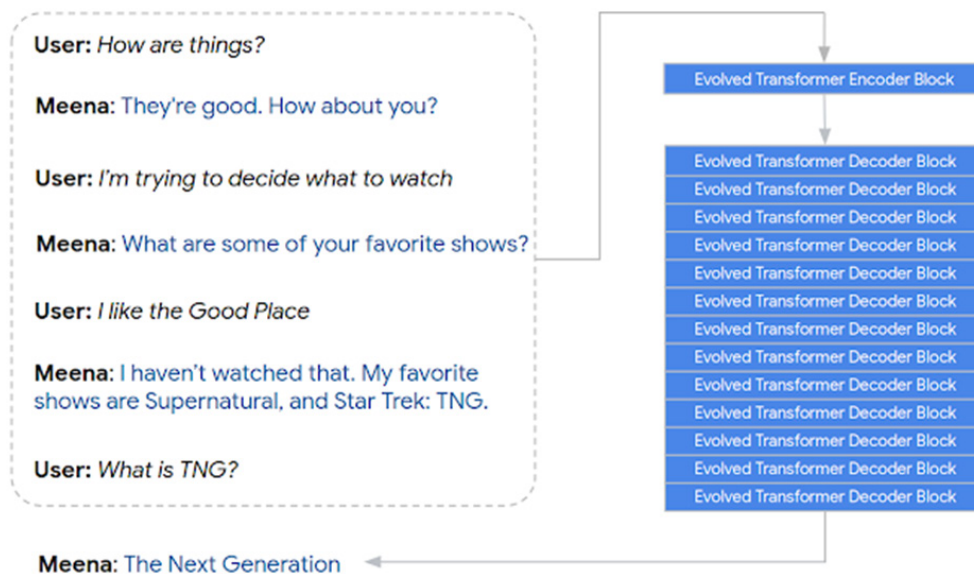 User: How are things?
Meena: They're good. How about you?
User: I'm trying to decide what to watch
Meena: What are some of your favorite shows?
User: I like the Good Place
Meena: I haven't watched that. My favorite
shows are Supernatural, and Star Trek: TNG.
User: What is TNG?
Meena: The Next Generation
Evolved Transformer Encoder Block
Evolved Transformer Decoder Block
Evolved Transformer Decoder Block
Evolved Transformer Decoder Block
Evolved Transformer Decoder Block
Evolved Transformer Decoder Block
Evolved Transformer Decoder Block
Evolved Transformer Decoder Block
Evolved Transformer Decoder Block
Evolved Transformer Decoder Block
Evolved Transformer Decoder Block
Evolved Transformer Decoder Block
Evolved Transformer Decoder Block
Evolved Transformer Decoder Block